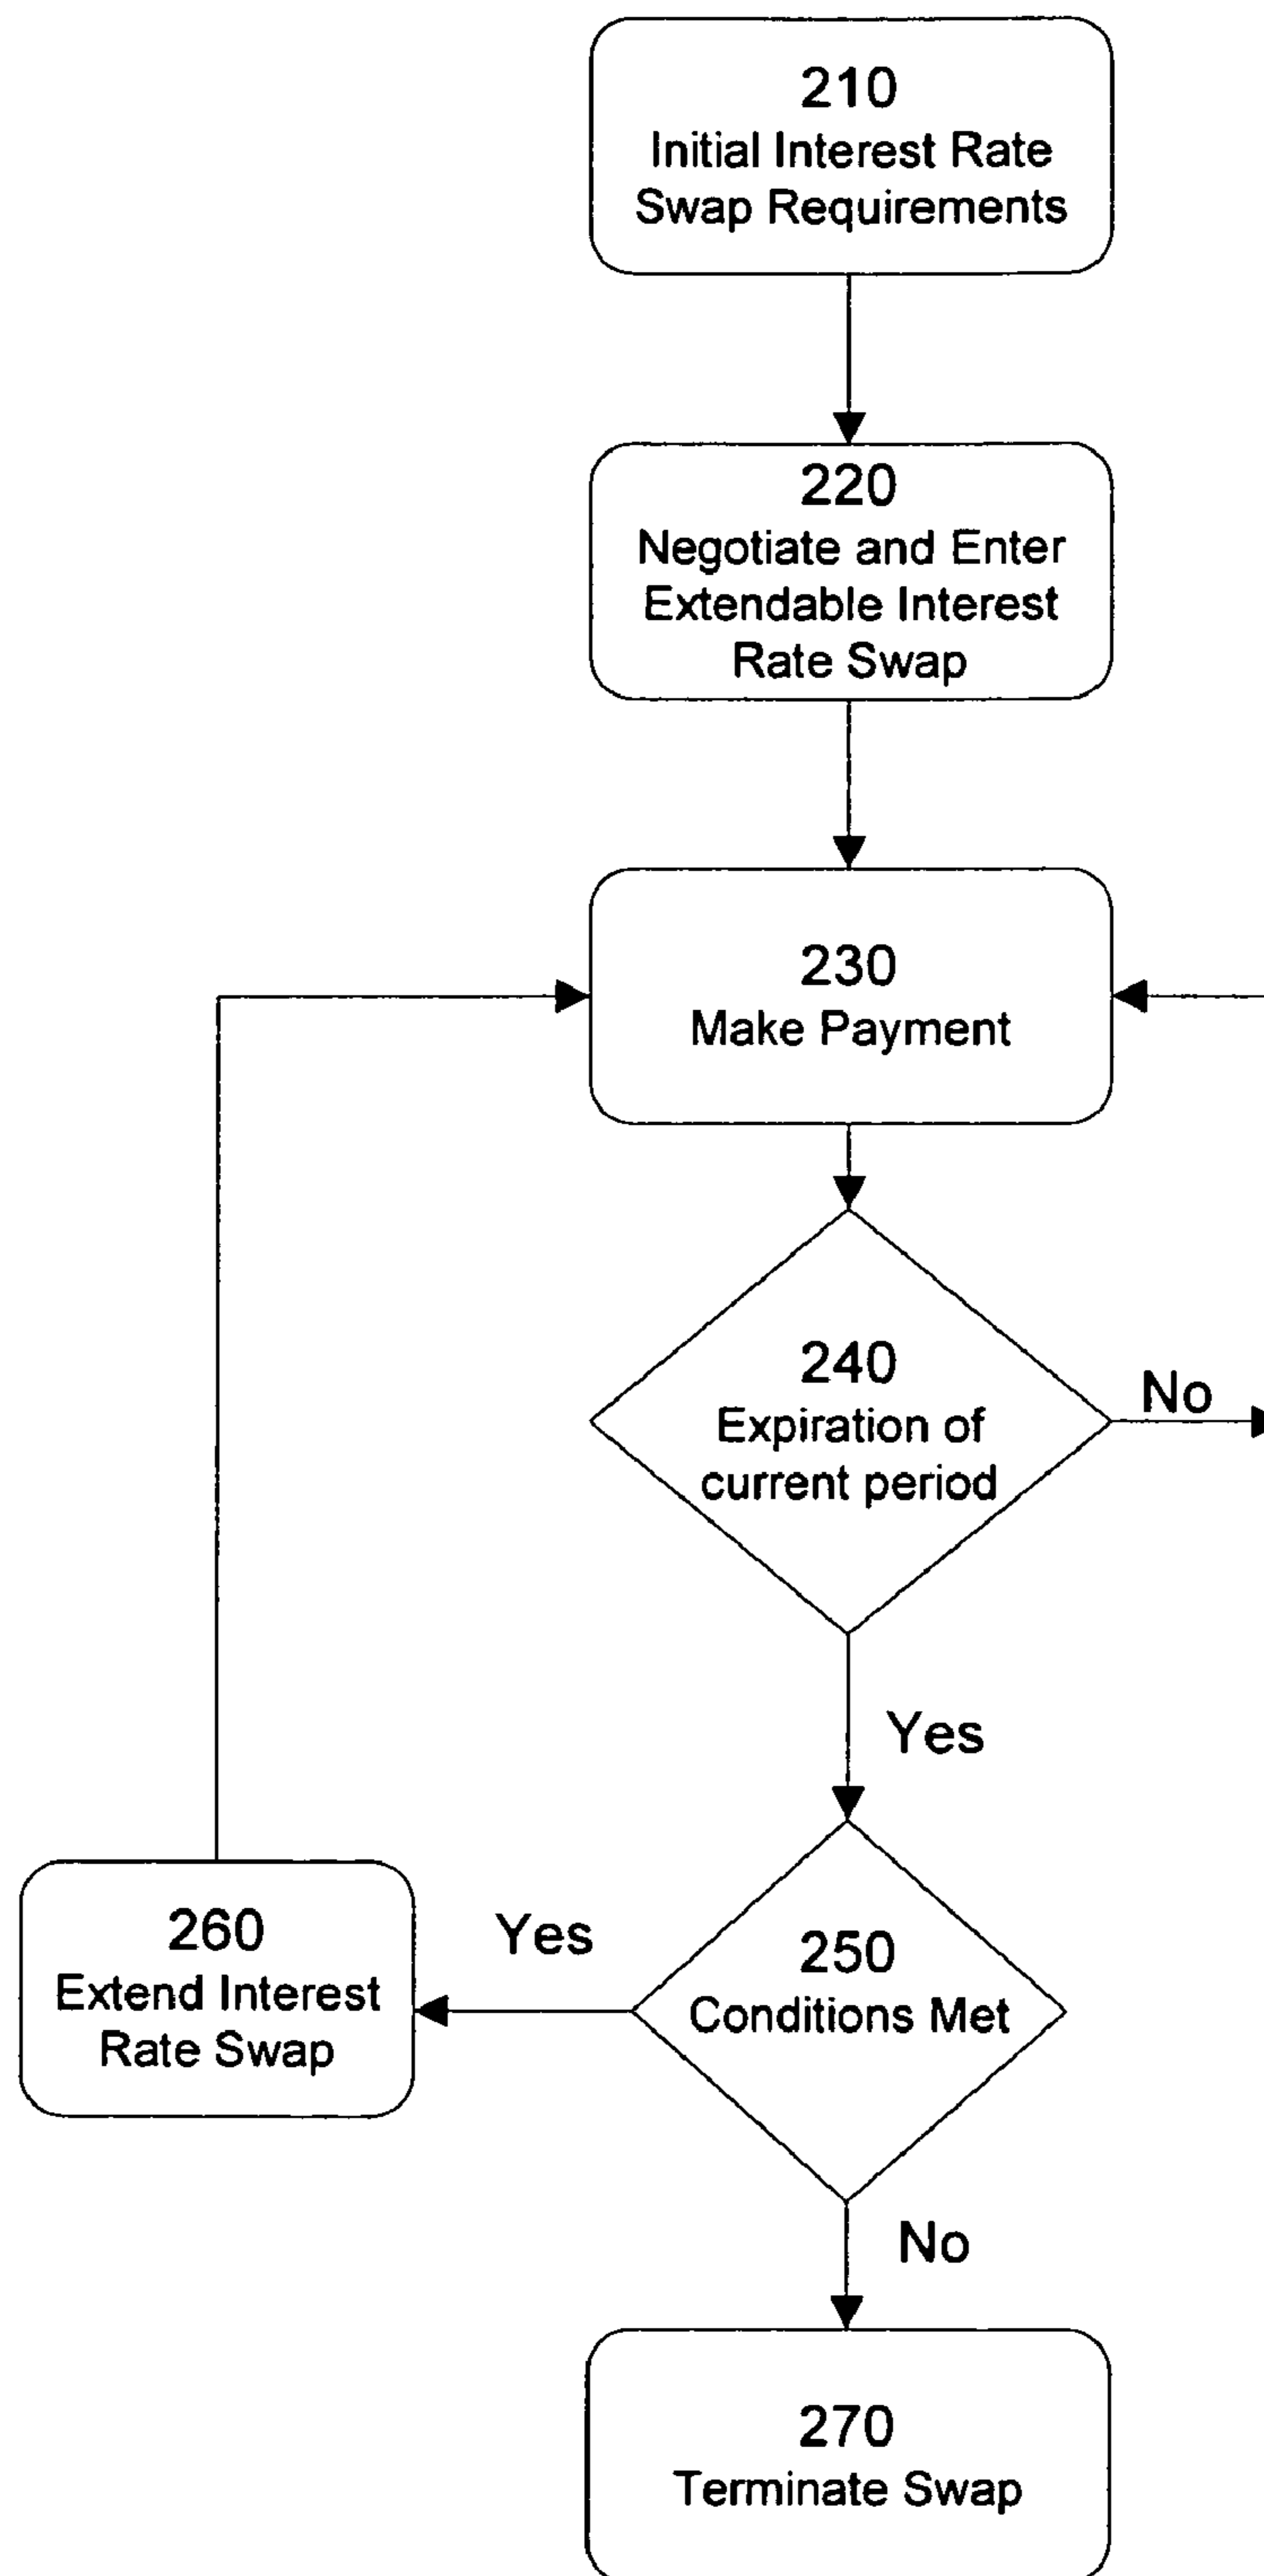 210
Initial Interest Rate
Swap Requirements
220
Negotiate and Enter
Extendable Interest
Rate Swap
230
Make Payment
240
Expiration of
current period
No
Yes
260
Extend Interest
Rate Swap
Yes
250
Conditions Met
No
270
Terminate Swap